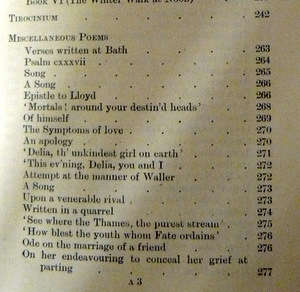 Book VI (The Winter Walk at Noon)
TIROCINIUM . . . . . . 242
MISCELLANEOUS POEMS
Verses written at Bath . . . . 263
Psalm cxxxvii . . . . . 264
Song . . . . . . 265
A Song . . . . . . 266
Epistle to Lloyd . . . . . 266
'Mortals! around your destin'd heads' . . 268
Of himself . . . . . 269
The Symptoms of love . . . . 270
An apology . . . . . 270
'Delia, th' unkindest girl on earth' . . 271
'This ev'ning, Delia, you and I . . . 272
Attempt at the manner of Waller . . 272
A Song . . . . . . 273
Upon a venerable rival . . . . 273
Written in a quarrel . . . . 274
'See where the Thames, the purest stream' . 275
'How blest the youth whom Fate ordains' . 276
Ode on the marriage of a friend . . 276
On her endeavouring to conceal her grief at
parting . . . . . 277
A 3